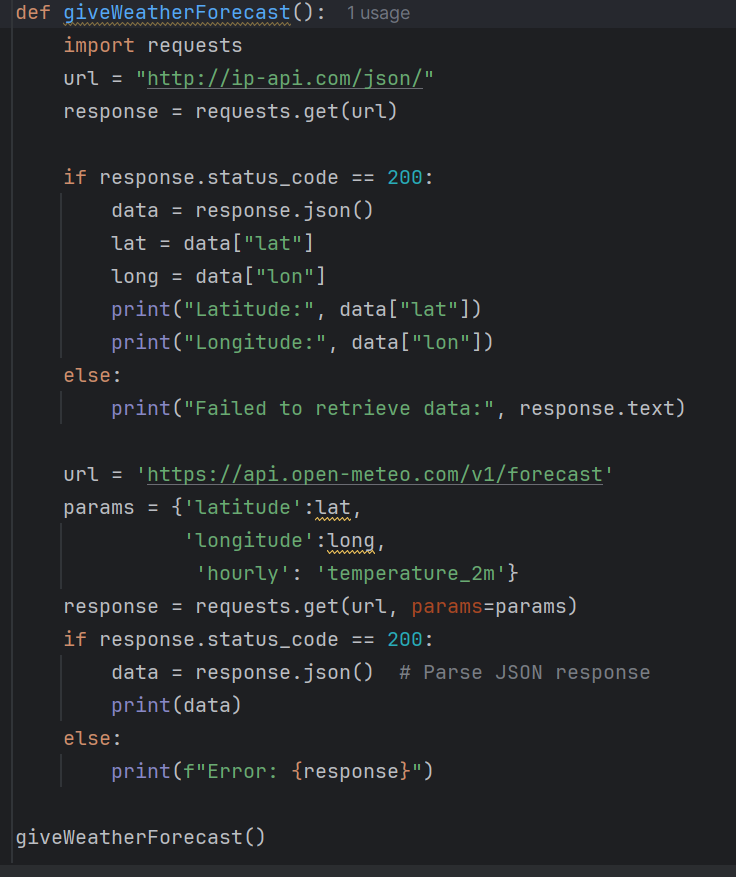 def giveWeatherForecast():  1 usage
    import requests
    url = "http://ip-api.com/json/"
    response = requests.get(url)

    if response.status_code == 200:
        data = response.json()
        lat = data["lat"]
        long = data["lon"]
        print("Latitude:", data["lat"])
        print("Longitude:", data["lon"])
    else:
        print("Failed to retrieve data:", response.text)

    url = 'https://api.open-meteo.com/v1/forecast'
    params = {'latitude':lat,
              'longitude':long,
               'hourly': 'temperature_2m'}
    response = requests.get(url, params=params)
    if response.status_code == 200:
        data = response.json()  # Parse JSON response
        print(data)
    else:
        print(f"Error: {response}")

giveWeatherForecast()